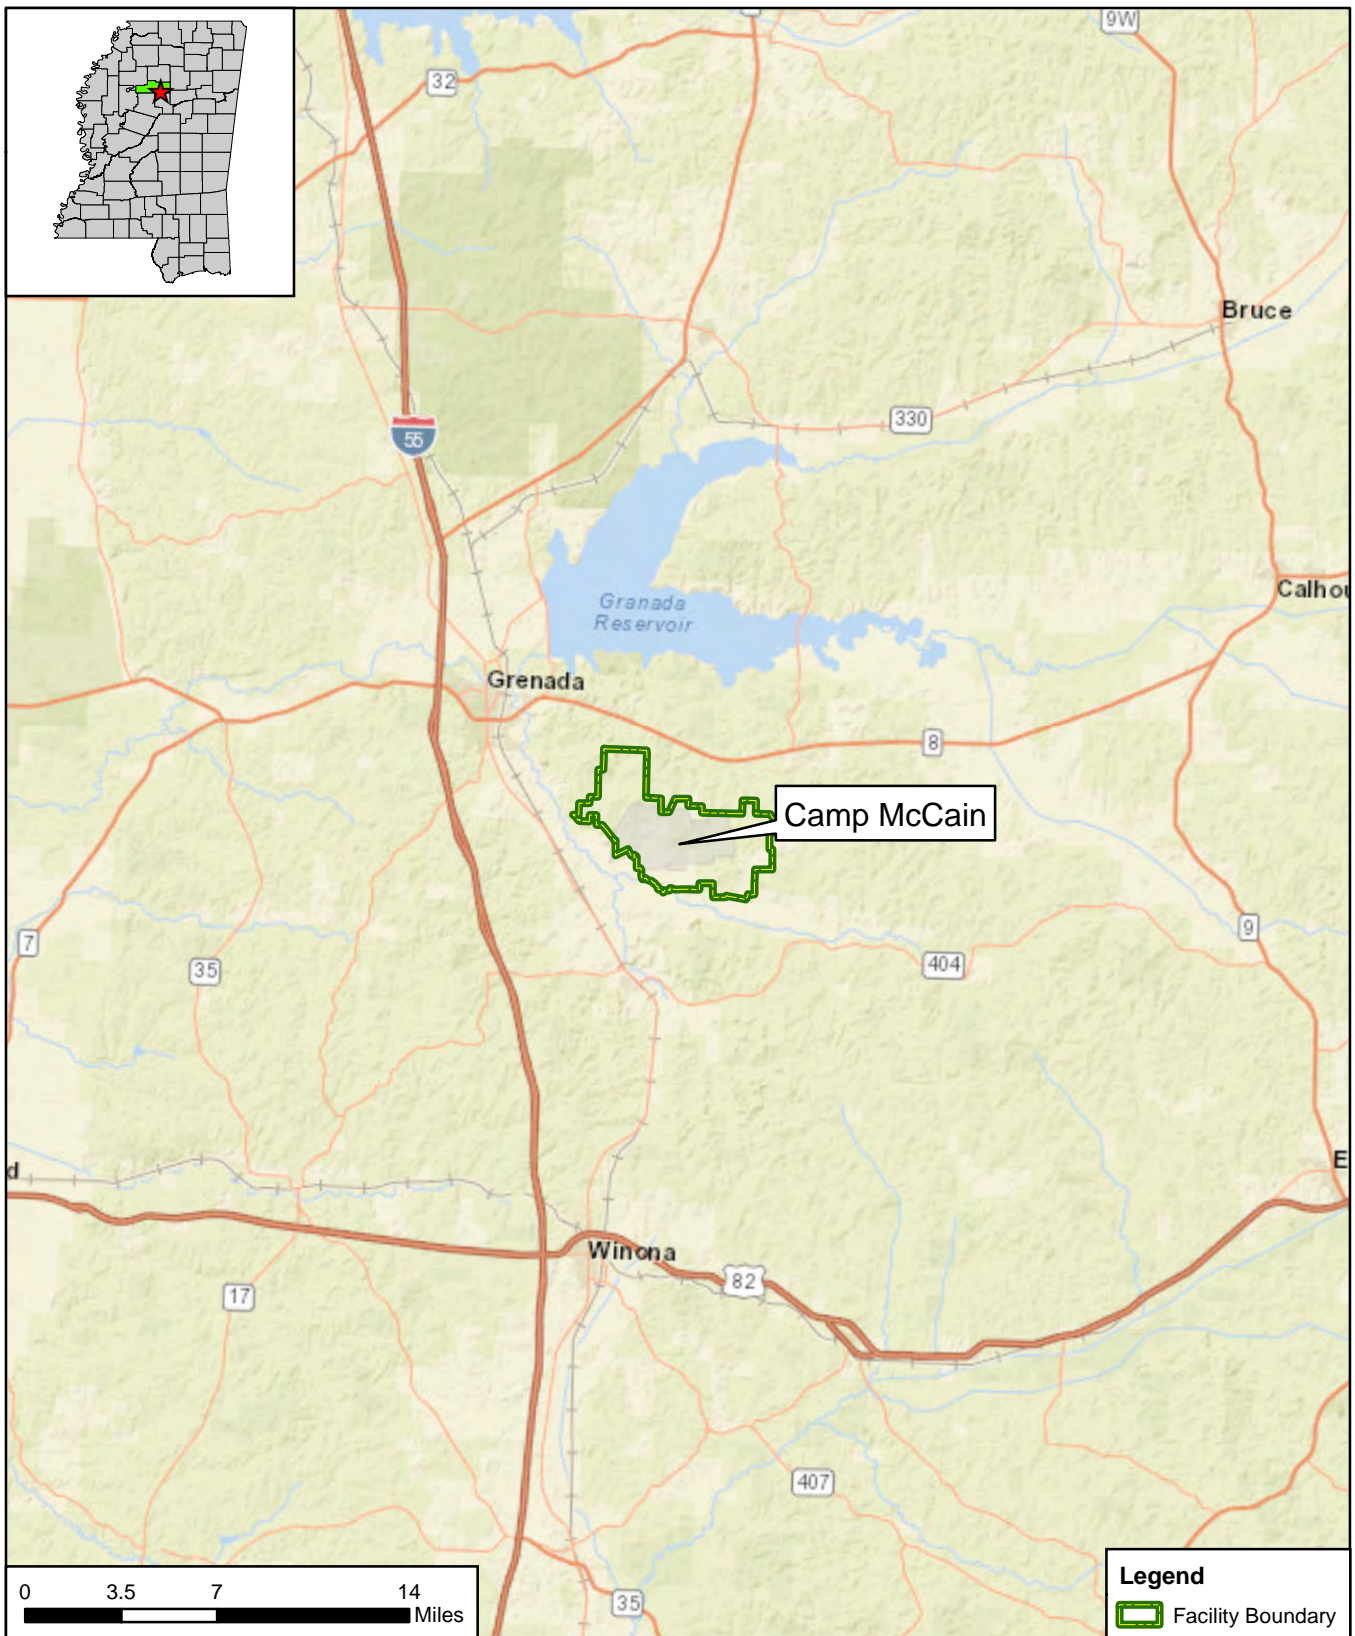 9W
32
Bruce
330
55
Calhou
Granada
Reservoir
Grenada
8
Camp McCain
7
35
9
404
d
E
Winona
82
17
407
35
0 3.5 7 14
Miles
Legend
Facility Boundary